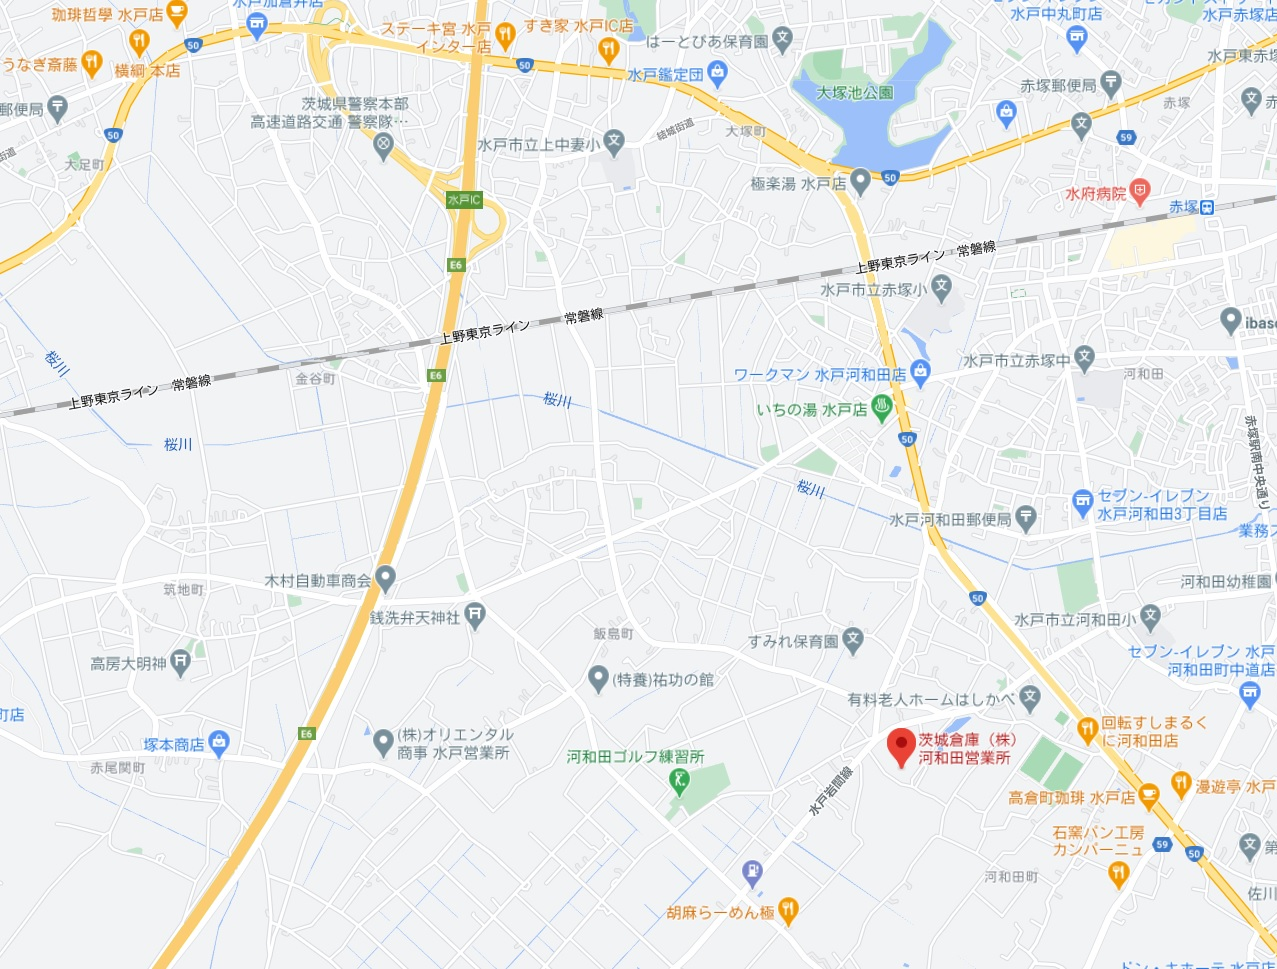 珈琲哲學 水戸店
水戸加倉井店
ステーキ宮 水戸
インター店
すき家 水戸IC店
はーとぴあ保育園
水戸中丸町店
水戸赤塚店
うなぎ斎藤
横綱 本店
50
50
水戸鑑定団
大塚池公園
赤塚郵便局
水戸東赤塚
郵便局
茨城県警察本部
高速道路交通 警察隊…
赤塚
50
水戸市立上中妻小
結城街道
大塚町
59
街道
大足町
極楽湯 水戸店
50
水府病院
水戸IC
赤塚
E6
上野東京ライン 常磐線
水戸市立赤塚小
上野東京ライン 常磐線
桜川
水戸市立赤塚中
河和田
金谷町
E6
ワークマン 水戸河和田店
上野東京ライン 常磐線
桜川
いちの湯 水戸店
桜川
50
赤塚駅南中央通り
桜川
セブン-イレブン
水戸河和田3丁目店
水戸河和田郵便局
木村自動車商会
筑地町
河和田幼稚園
50
銭洗弁天神社
水戸市立河和田小
飯島町
すみれ保育園
高房大明神
セブン-イレブン 水戸
河和田町中道店
(特養)祐功の館
有料老人ホームはしかべ
町店
E6
回転すしまるく
に河和田店
塚本商店
(株)オリエンタル
商事 水戸営業所
茨城倉庫（株）
河和田営業所
赤尾関町
河和田ゴルフ練習所
水戸岩間線
高倉町珈琲 水戸店
漫遊亭 水戸
石窯パン工房
カンパーニュ
59
50
第
河和田町
佐川
胡麻らーめん極
ドン・キホーテ 水戸店